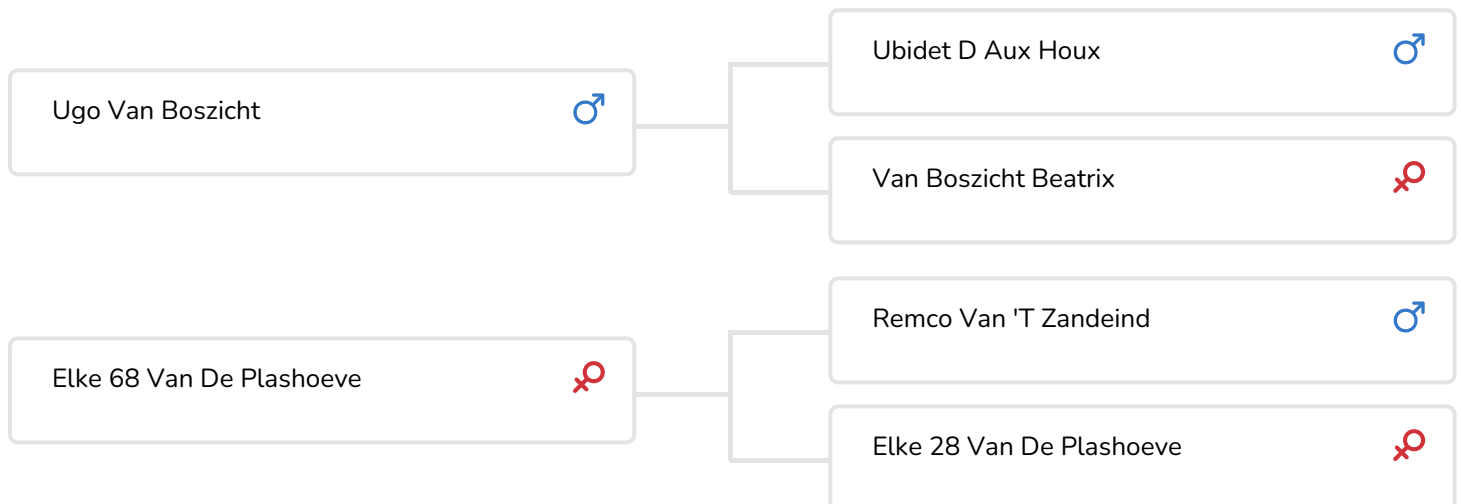 Ubidet D Aux Houx
Ugo Van Boszicht
Van Boszicht Beatrix
Remco Van 'T Zandeind
Elke 68 Van De Plashoeve
Elke 28 Van De Plashoeve